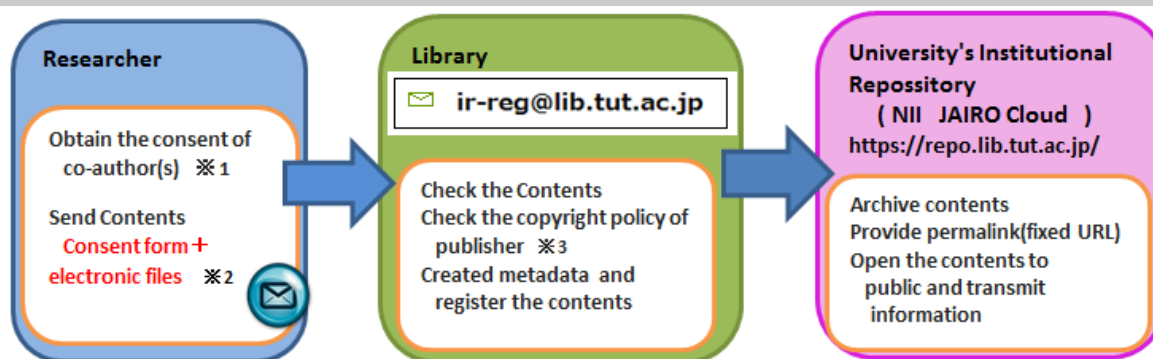 Researcher
Obtain the consent of
co-author(s) ※1
Send Contents
Consent form+
electronic files ※2
Library
ir-reg@lib.tut.ac.jp
Check the Contents
Check the copyright policy of
publisher ※3
Created metadata and
register the contents
University's Institutional
Repossitory
( NII JAIRO Cloud )
https://repo.lib.tut.ac.jp/
Archive contents
Provide permalink(fixed URL)
Open the contents to
public and transmit
information